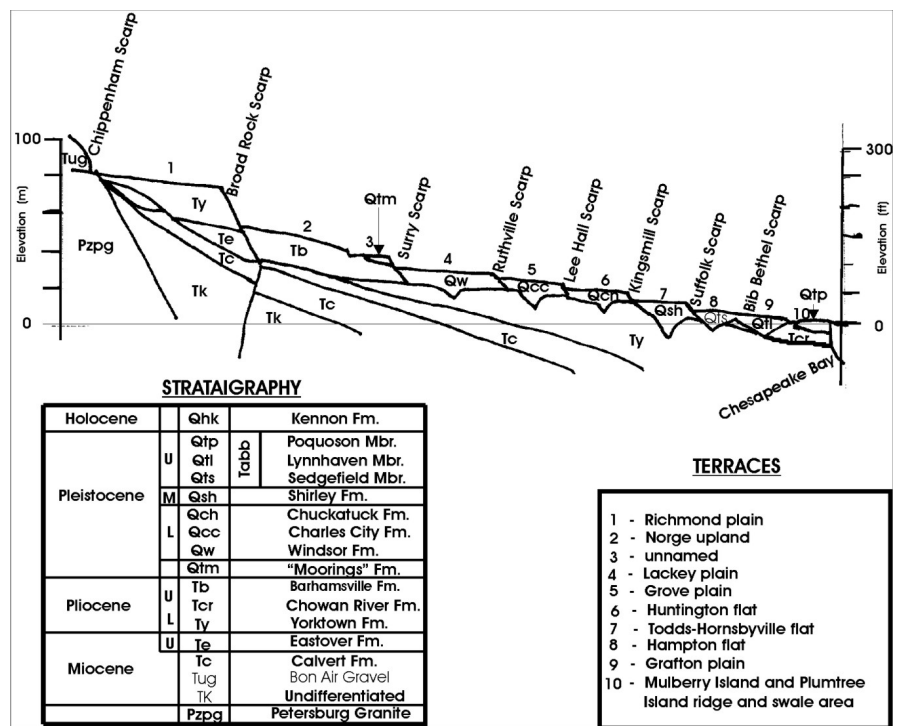 Chippenham Scarp
Broad Rock Scarp
Surry Scarp
Ruthville Scarp
Lee Hall Scarp
Kingsmill Scarp
Suffolk Scarp
Bib Bethel Scarp
Chesapeake Bay
Elevation (m)
100
0
Elevation (ft)
300
0
Tug
Pzpg
1
Ty
Te
Tc
Tk
Tk
2
Tb
Tc
Tc
3
Qtm
4
Qw
5
Qcc
6
Qcn
Ty
7
Qsh
8
Qts
9
Qtl
10
Qtp
Tcr
STRATAIGRAPHY
Holocene Qhk Kennon Fm.
Pleistocene U Qtp Tabb Poquoson Mbr.
Qtl Lynnhaven Mbr.
Qts Sedgefield Mbr.
M Qsh Shirley Fm.
L Qch Chuckatuck Fm.
Qcc Charles City Fm.
Qw Windsor Fm.
Qtm "Moorings" Fm.
Pliocene U Tb Barhamsville Fm.
Tcr Chowan River Fm.
L Ty Yorktown Fm.
Miocene U Te Eastover Fm.
Tc Calvert Fm.
Tug Bon Air Gravel
TK Undifferentiated
Pzpg Petersburg Granite
TERRACES
1 - Richmond plain
2 - Norge upland
3 - unnamed
4 - Lackey plain
5 - Grove plain
6 - Huntington flat
7 - Todds-Hornsbyville flat
8 - Hampton flat
9 - Grafton plain
10 - Mulberry Island and Plumtree
Island ridge and swale area